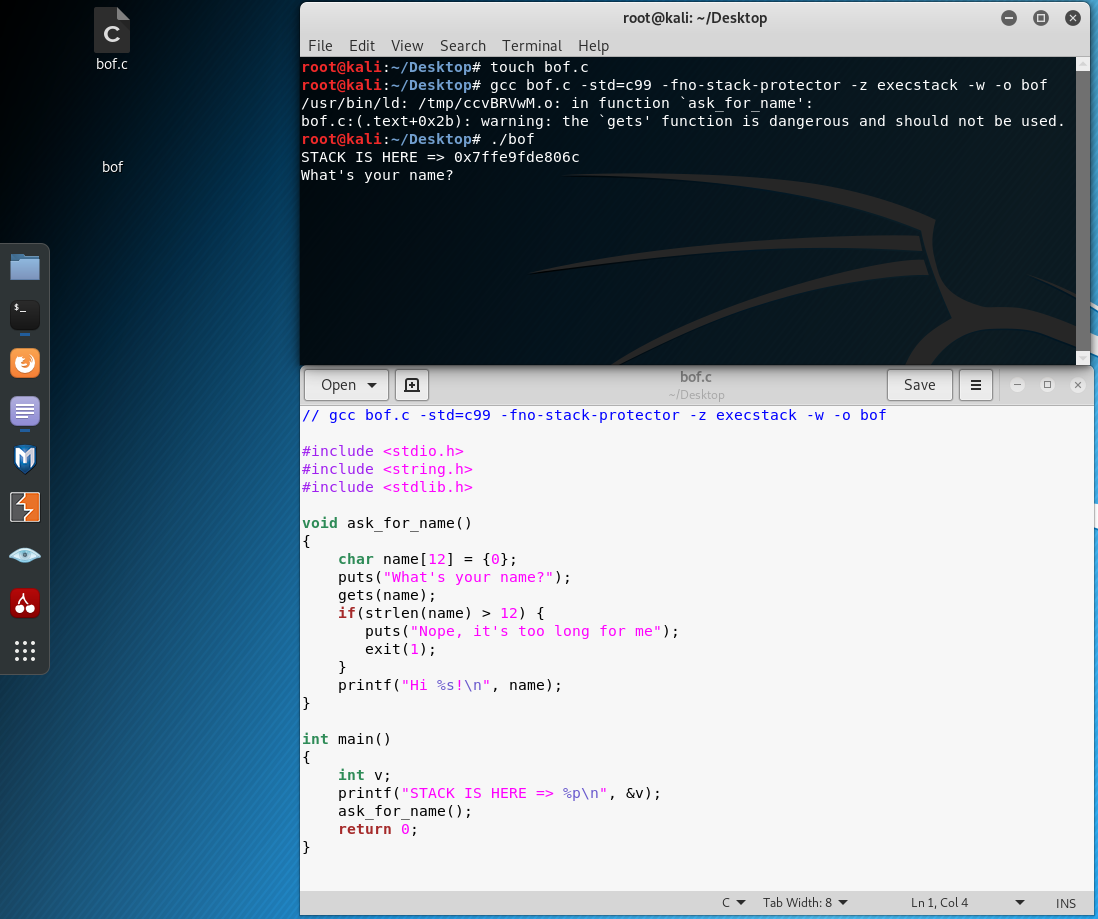 C
bof.c
bof
$_
root@kali: ~/Desktop
File Edit View Search Terminal Help
root@kali:~/Desktop# touch bof.c
root@kali:~/Desktop# gcc bof.c -std=c99 -fno-stack-protector -z execstack -w -o bof
/usr/bin/ld: /tmp/ccvBRVwM.o: in function `ask_for_name':
bof.c:(.text+0x2b): warning: the `gets' function is dangerous and should not be used.
root@kali:~/Desktop# ./bof
STACK IS HERE => 0x7ffe9fde806c
What's your name?
Open
bof.c
~/Desktop
Save
// gcc bof.c -std=c99 -fno-stack-protector -z execstack -w -o bof
#include <stdio.h>
#include <string.h>
#include <stdlib.h>
void ask_for_name()
{
    char name[12] = {0};
    puts("What's your name?");
    gets(name);
    if(strlen(name) > 12) {
       puts("Nope, it's too long for me");
       exit(1);
    }
    printf("Hi %s!\n", name);
}
int main()
{
    int v;
    printf("STACK IS HERE => %p\n", &v);
    ask_for_name();
    return 0;
}
C Tab Width: 8 Ln 1, Col 4 INS